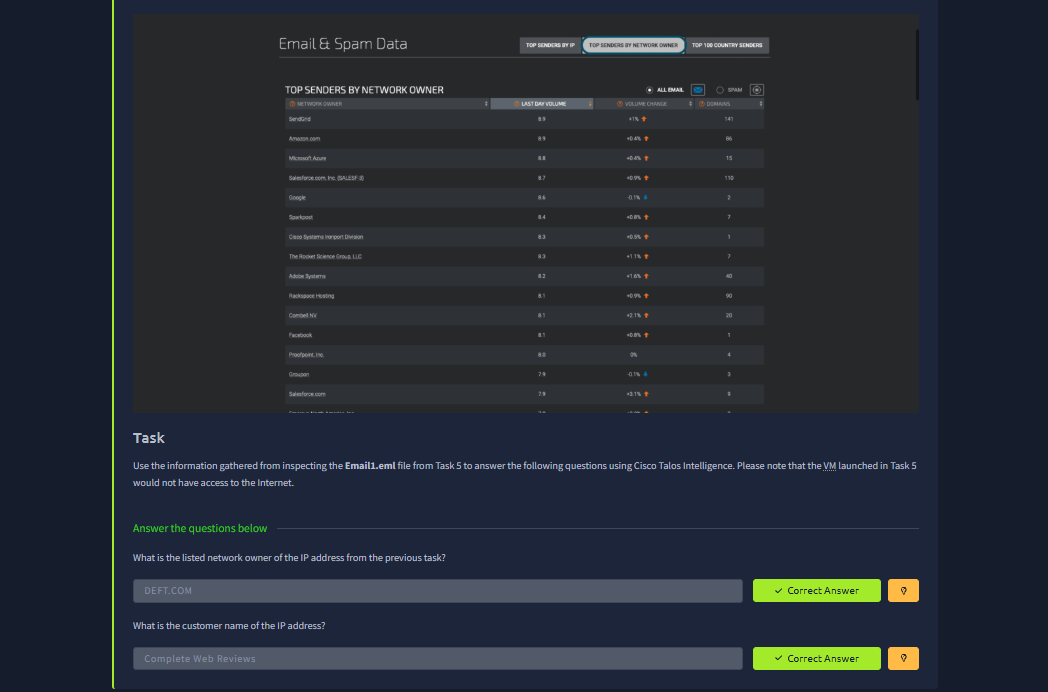 Email & Spam Data
TOP SENDERS BY IP
TOP SENDERS BY NETWORK OWNER
TOP 100 COUNTRY SENDERS
TOP SENDERS BY NETWORK OWNER
ALL EMAIL
SPAM
NETWORK OWNER LAST DAY VOLUME VOLUME CHANGE DOMAINS
SendGrid 8.9 +1% 141
Amazon.com 8.9 +0.4% 86
Microsoft Azure 8.8 +0.4% 15
Salesforce.com, Inc. (SALESF-3) 8.7 +0.9% 110
Google 8.6 -0.1% 2
Sparkpost 8.4 +0.8% 7
Cisco Systems Ironport Division 8.3 +0.5% 1
The Rocket Science Group, LLC 8.3 +1.1% 7
Adobe Systems 8.2 +1.6% 40
Rackspace Hosting 8.1 +0.9% 90
Combell NV 8.1 +2.1% 20
Facebook 8.1 +0.8% 1
Proofpoint, Inc. 8.0 0% 4
Groupon 7.9 -0.1% 3
Salesforce.com 7.9 +3.1% 9
Task
Use the information gathered from inspecting the Email1.eml file from Task 5 to answer the following questions using Cisco Talos Intelligence. Please note that the VM launched in Task 5
would not have access to the Internet.
Answer the questions below
What is the listed network owner of the IP address from the previous task?
DEFT.COM
Correct Answer
What is the customer name of the IP address?
Complete Web Reviews
Correct Answer